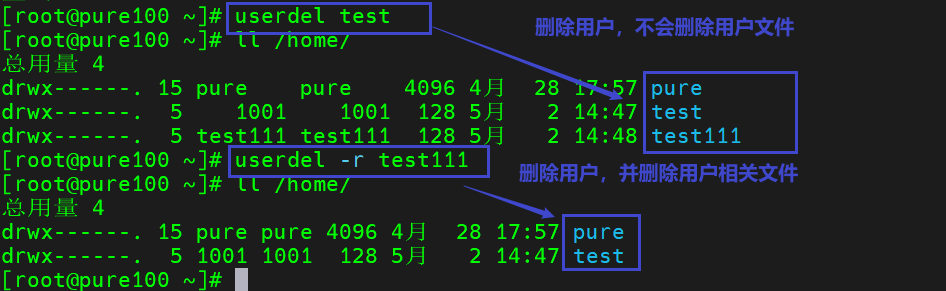 [root@pure100 ~]# userdel test
删除用户，不会删除用户文件
[root@pure100 ~]# ll /home/
总用量 4
drwx------. 15 pure    pure    4096 4月  28 17:57 pure
drwx------.  5    1001    1001  128 5月   2 14:47 test
drwx------.  5 test111 test111  128 5月   2 14:48 test111
[root@pure100 ~]# userdel -r test111
删除用户，并删除用户相关文件
[root@pure100 ~]# ll /home/
总用量 4
drwx------. 15 pure pure 4096 4月  28 17:57 pure
drwx------.  5 1001 1001  128 5月   2 14:47 test
[root@pure100 ~]#